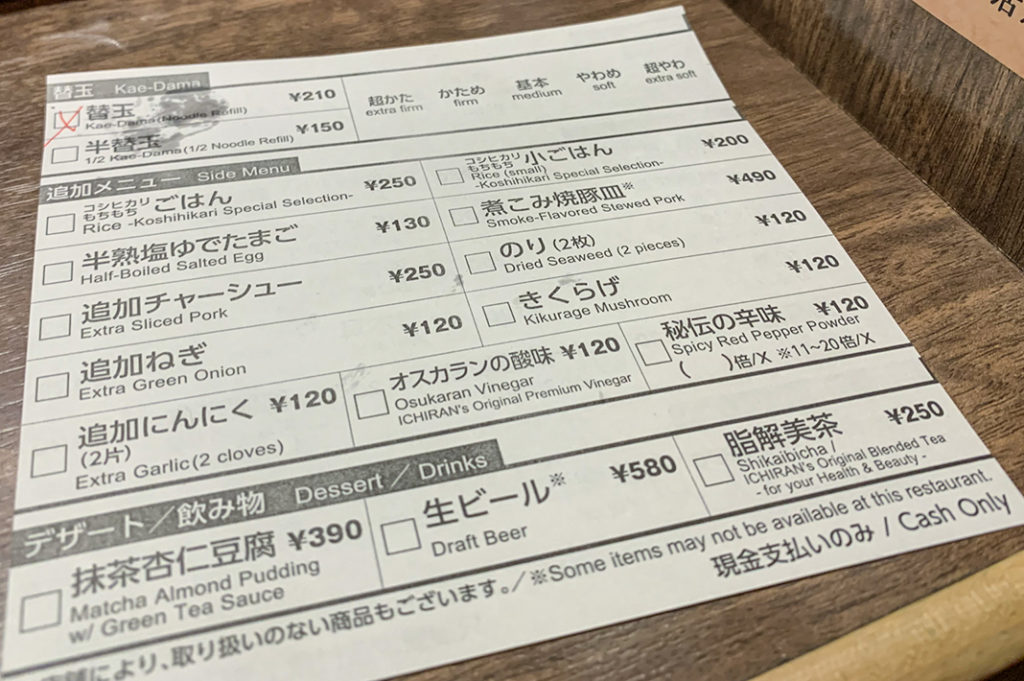 替玉 Kae-Dama
替玉 ¥210
Kae-Dama(Noodle Refill)
半替玉 ¥150
1/2 Kae-Dama(1/2 Noodle Refill)
超かた かため 基本 やわめ 超やわ
extra firm firm medium soft extra soft
追加メニュー Side Menu
コシヒカリ
もちもち ごはん ¥250
Rice -Koshihikari Special Selection-
コシヒカリ
もちもち 小ごはん ¥200
Rice (small)
-Koshihikari Special Selection-
半熟塩ゆでたまご ¥130
Half-Boiled Salted Egg
煮こみ焼豚皿※ ¥490
Smoke-Flavored Stewed Pork
追加チャーシュー ¥250
Extra Sliced Pork
のり(2枚) ¥120
Dried Seaweed (2 pieces)
追加ねぎ ¥120
Extra Green Onion
きくらげ ¥120
Kikurage Mushroom
追加にんにく ¥120
(2片)
Extra Garlic(2 cloves)
オスカランの酸味 ¥120
Osukaran Vinegar
ICHIRAN's Original Premium Vinegar
秘伝の辛味 ¥120
Spicy Red Pepper Powder
( )倍/X ※11~20倍/X
デザート/飲み物 Dessert / Drinks
抹茶杏仁豆腐 ¥390
Matcha Almond Pudding
w/ Green Tea Sauce
生ビール※ ¥580
Draft Beer
脂解美茶 ¥250
Shikaibicha /
ICHIRAN's Original Blended Tea
- for your Health & Beauty -
により、取り扱いのない商品もございます。/※Some items may not be available at this restaurant.
現金支払いのみ / Cash Only